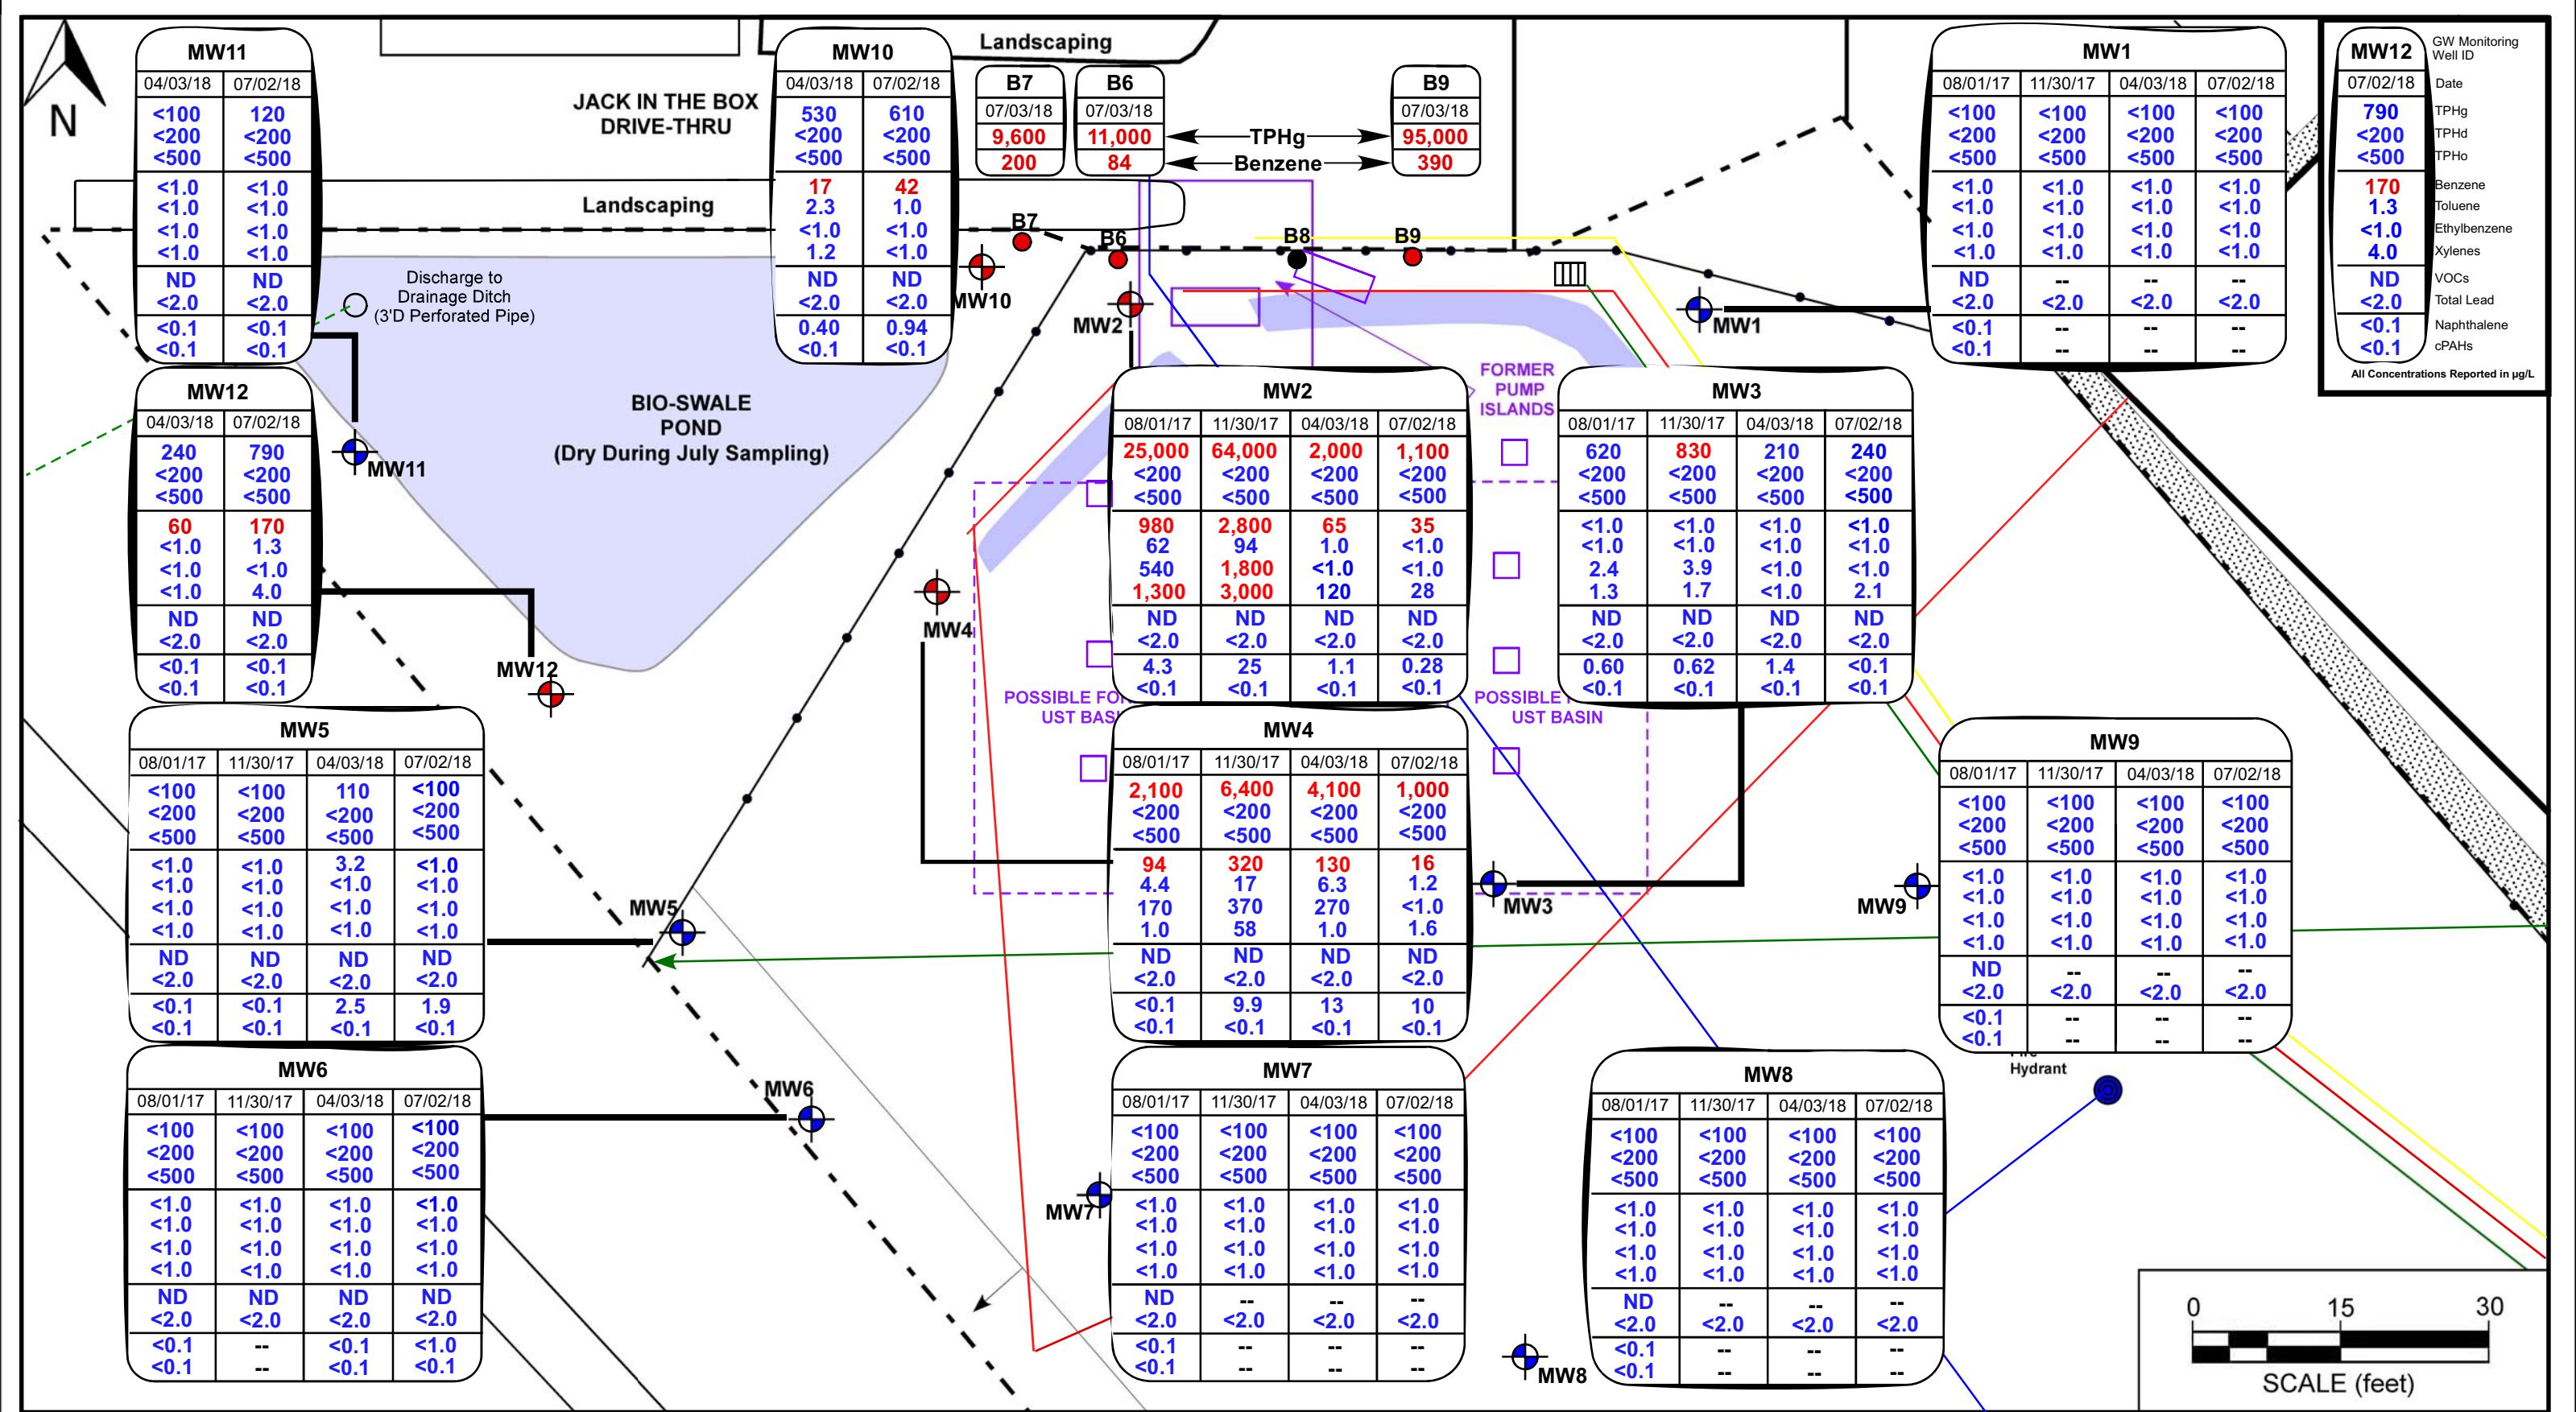 N
Landscaping
JACK IN THE BOX
DRIVE-THRU
Landscaping
Discharge to
Drainage Ditch
(3'D Perforated Pipe)
BIO-SWALE
POND
(Dry During July Sampling)
MW11
04/03/18 07/02/18
<100 120
<200 <200
<500 <500
<1.0 <1.0
<1.0 <1.0
<1.0 <1.0
<1.0 <1.0
ND ND
<2.0 <2.0
<0.1 <0.1
<0.1 <0.1
MW10
04/03/18 07/02/18
530 610
<200 <200
<500 <500
17 42
2.3 1.0
<1.0 <1.0
1.2 <1.0
ND ND
<2.0 <2.0
0.40 0.94
<0.1 <0.1
B7
07/03/18
9,600
200
B6
07/03/18
11,000
84
TPHg
Benzene
B9
07/03/18
95,000
390
MW1
08/01/17 11/30/17 04/03/18 07/02/18
<100 <100 <100 <100
<200 <200 <200 <200
<500 <500 <500 <500
<1.0 <1.0 <1.0 <1.0
<1.0 <1.0 <1.0 <1.0
<1.0 <1.0 <1.0 <1.0
<1.0 <1.0 <1.0 <1.0
ND -- -- --
<2.0 <2.0 <2.0 <2.0
<0.1 -- -- --
<0.1 -- -- --
MW12 GW Monitoring
Well ID
07/02/18 Date
790 TPHg
<200 TPHd
<500 TPHo
170 Benzene
1.3 Toluene
<1.0 Ethylbenzene
4.0 Xylenes
ND VOCs
<2.0 Total Lead
<0.1 Naphthalene
<0.1 cPAHs
All Concentrations Reported in µg/L
B7
B6
B8
B9
MW10
MW2
MW1
FORMER
PUMP
ISLANDS
MW12
04/03/18 07/02/18
240 790
<200 <200
<500 <500
60 170
<1.0 1.3
<1.0 <1.0
<1.0 4.0
ND ND
<2.0 <2.0
<0.1 <0.1
<0.1 <0.1
MW11
MW12
MW4
MW2
08/01/17 11/30/17 04/03/18 07/02/18
25,000 64,000 2,000 1,100
<200 <200 <200 <200
<500 <500 <500 <500
980 2,800 65 35
62 94 1.0 <1.0
540 1,800 <1.0 <1.0
1,300 3,000 120 28
ND ND ND ND
<2.0 <2.0 <2.0 <2.0
4.3 25 1.1 0.28
<0.1 <0.1 <0.1 <0.1
MW3
08/01/17 11/30/17 04/03/18 07/02/18
620 830 210 240
<200 <200 <200 <200
<500 <500 <500 <500
<1.0 <1.0 <1.0 <1.0
<1.0 <1.0 <1.0 <1.0
2.4 3.9 <1.0 <1.0
1.3 1.7 <1.0 2.1
ND ND ND ND
<2.0 <2.0 <2.0 <2.0
0.60 0.62 1.4 <0.1
<0.1 <0.1 <0.1 <0.1
POSSIBLE
UST
POSSIBLE
UST BASIN
MW5
08/01/17 11/30/17 04/03/18 07/02/18
<100 <100 110 <100
<200 <200 <200 <200
<500 <500 <500 <500
<1.0 <1.0 3.2 <1.0
<1.0 <1.0 <1.0 <1.0
<1.0 <1.0 <1.0 <1.0
<1.0 <1.0 <1.0 <1.0
ND ND ND ND
<2.0 <2.0 <2.0 <2.0
<0.1 <0.1 2.5 1.9
<0.1 <0.1 <0.1 <0.1
MW4
08/01/17 11/30/17 04/03/18 07/02/18
2,100 6,400 4,100 1,000
<200 <200 <200 <200
<500 <500 <500 <500
94 320 130 16
4.4 17 6.3 1.2
170 370 270 <1.0
1.0 58 1.0 1.6
ND ND ND ND
<2.0 <2.0 <2.0 <2.0
<0.1 9.9 13 10
<0.1 <0.1 <0.1 <0.1
MW9
08/01/17 11/30/17 04/03/18 07/02/18
<100 <100 <100 <100
<200 <200 <200 <200
<500 <500 <500 <500
<1.0 <1.0 <1.0 <1.0
<1.0 <1.0 <1.0 <1.0
<1.0 <1.0 <1.0 <1.0
<1.0 <1.0 <1.0 <1.0
ND -- -- --
<2.0 <2.0 <2.0 <2.0
<0.1 -- -- --
<0.1 -- -- --
MW5
MW3
MW9
Hydrant
MW6
08/01/17 11/30/17 04/03/18 07/02/18
<100 <100 <100 <100
<200 <200 <200 <200
<500 <500 <500 <500
<1.0 <1.0 <1.0 <1.0
<1.0 <1.0 <1.0 <1.0
<1.0 <1.0 <1.0 <1.0
<1.0 <1.0 <1.0 <1.0
ND ND ND ND
<2.0 <2.0 <2.0 <2.0
<0.1 -- <0.1 <1.0
<0.1 -- <0.1 <0.1
MW6
MW7
MW7
08/01/17 11/30/17 04/03/18 07/02/18
<100 <100 <100 <100
<200 <200 <200 <200
<500 <500 <500 <500
<1.0 <1.0 <1.0 <1.0
<1.0 <1.0 <1.0 <1.0
<1.0 <1.0 <1.0 <1.0
<1.0 <1.0 <1.0 <1.0
ND -- -- --
<2.0 <2.0 <2.0 <2.0
<0.1 -- -- --
<0.1 -- -- --
MW8
08/01/17 11/30/17 04/03/18 07/02/18
<100 <100 <100 <100
<200 <200 <200 <200
<500 <500 <500 <500
<1.0 <1.0 <1.0 <1.0
<1.0 <1.0 <1.0 <1.0
<1.0 <1.0 <1.0 <1.0
<1.0 <1.0 <1.0 <1.0
ND -- -- --
<2.0 <2.0 <2.0 <2.0
<0.1 -- -- --
<0.1 -- -- --
MW8
0 15 30
SCALE (feet)